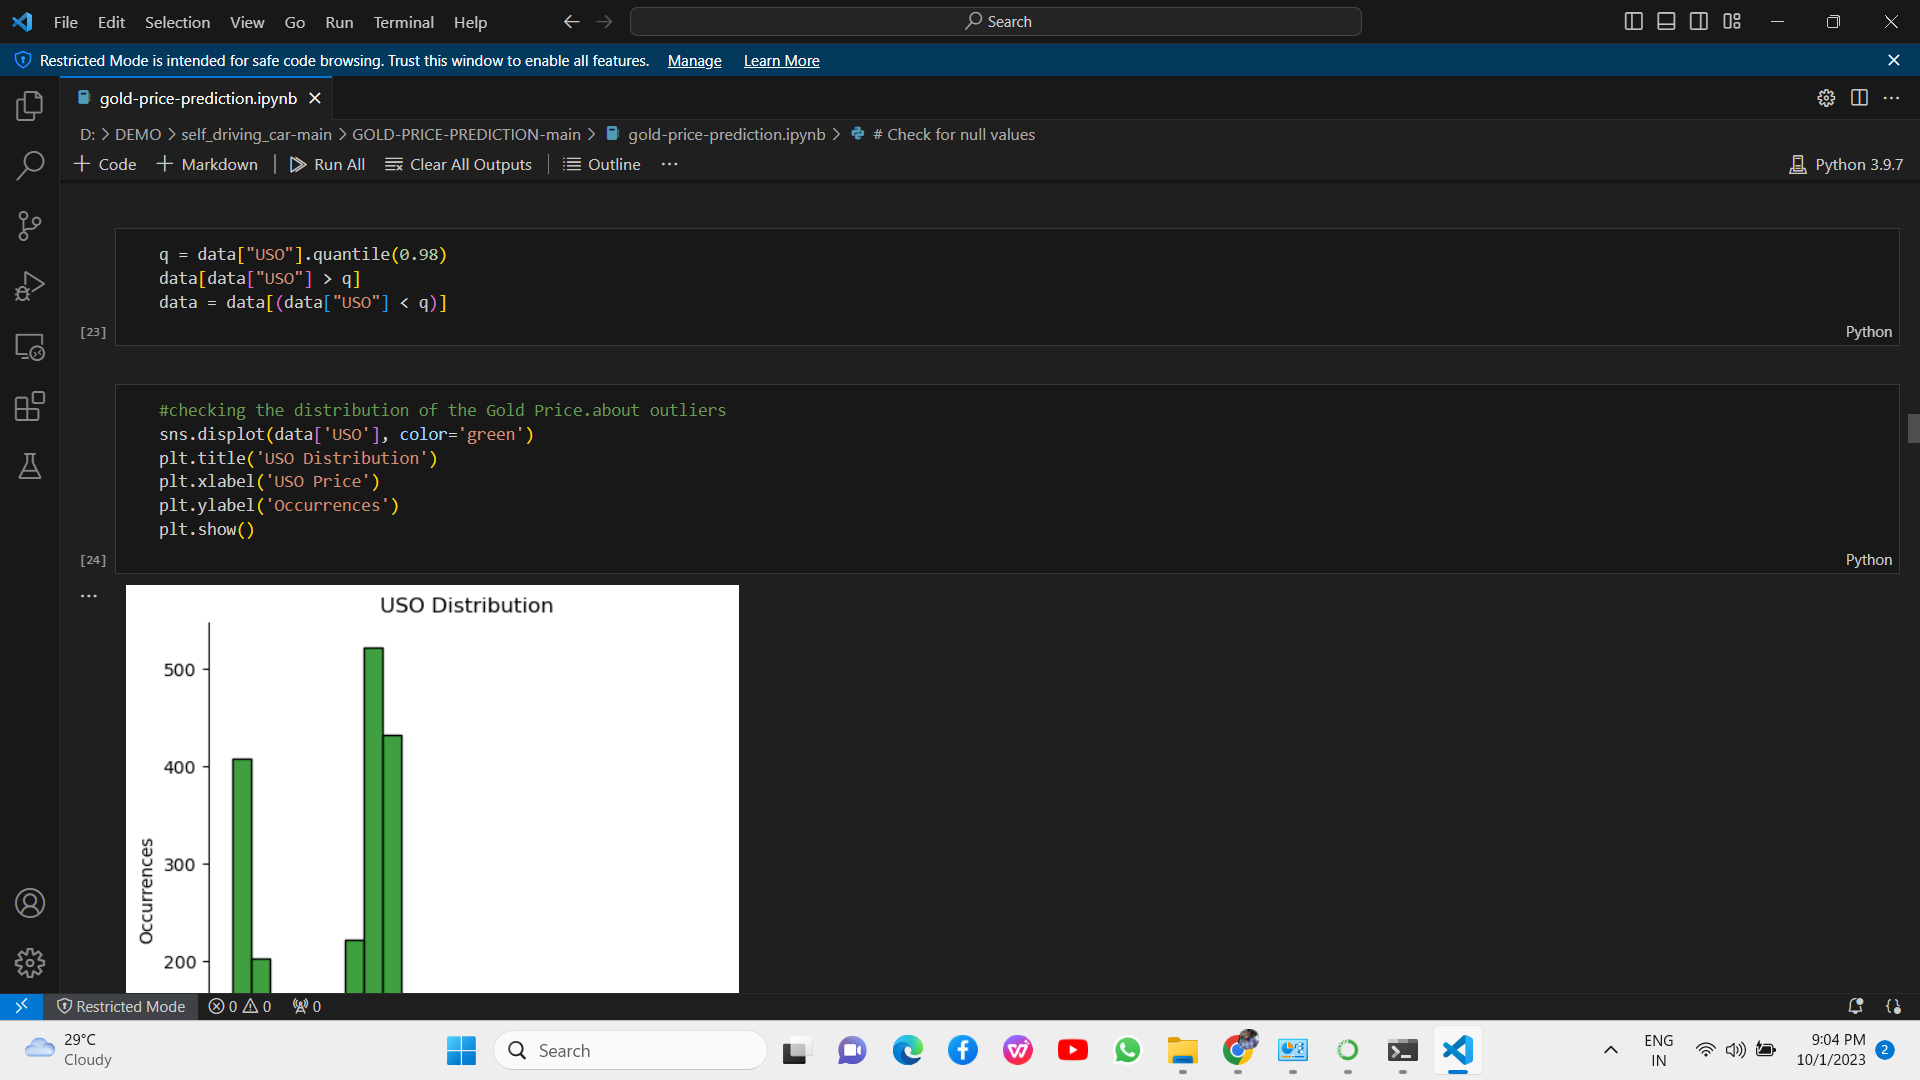 File Edit Selection View Go Run Terminal Help
Search
Restricted Mode is intended for safe code browsing. Trust this window to enable all features. Manage Learn More
gold-price-prediction.ipynb
D: > DEMO > self_driving_car-main > GOLD-PRICE-PREDICTION-main > gold-price-prediction.ipynb > # Check for null values
+ Code + Markdown Run All Clear All Outputs Outline ...
Python 3.9.7
q = data["USO"].quantile(0.98)
data[data["USO"] > q]
data = data[(data["USO"] < q)]
[23]
Python
#checking the distribution of the Gold Price.about outliers
sns.displot(data['USO'], color='green')
plt.title('USO Distribution')
plt.xlabel('USO Price')
plt.ylabel('Occurrences')
plt.show()
[24]
Python
...
USO Distribution
500
400
300
200
Occurrences
Restricted Mode 0 0 0
29°C
Cloudy
Search
ENG
IN
9:04 PM
10/1/2023
2